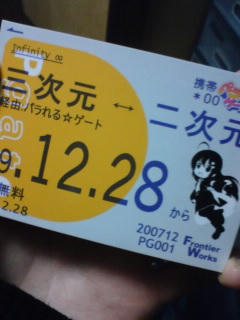 Infinity ∞
携帯
*00
三次元 ↔ 二次元
経由 パラれる☆ゲート
9.12.28 から
無料
2.28
200712
PG001
Frontier Works